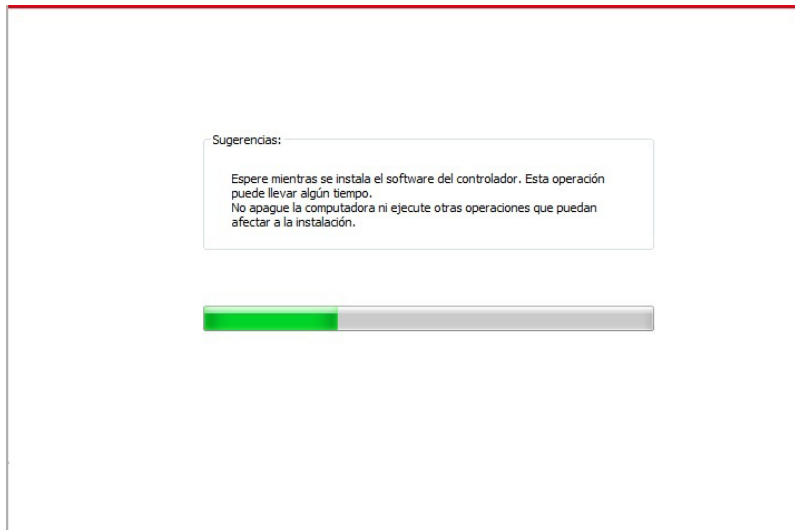 Sugerencias:
Espere mientras se instala el software del controlador. Esta operación
puede llevar algún tiempo.
No apague la computadora ni ejecute otras operaciones que puedan
afectar a la instalación.